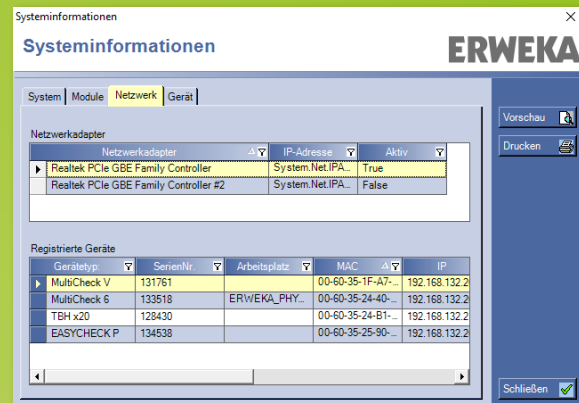 Systeminformationen
Systeminformationen
ERWEKA
System Module Netzwerk Gerät
Vorschau
Drucken
Netzwerkadapter
Netzwerkadapter IP-Adresse Aktiv
Realtek PCIe GBE Family Controller System.Net.IPA... True
Realtek PCIe GBE Family Controller #2 System.Net.IPA... False
Registrierte Geräte
Gerätetyp: SerienNr. Arbeitsplatz MAC IP
MultiCheck V 131761 00-60-35-1F-A7-... 192.168.132.2
MultiCheck 6 133518 ERWEKA_PHY... 00-60-35-24-40-... 192.168.132.2
TBH x20 128430 00-60-35-24-B1-... 192.168.132.2
EASYCHECK P 134538 00-60-35-25-90-... 192.168.132.2
Schließen